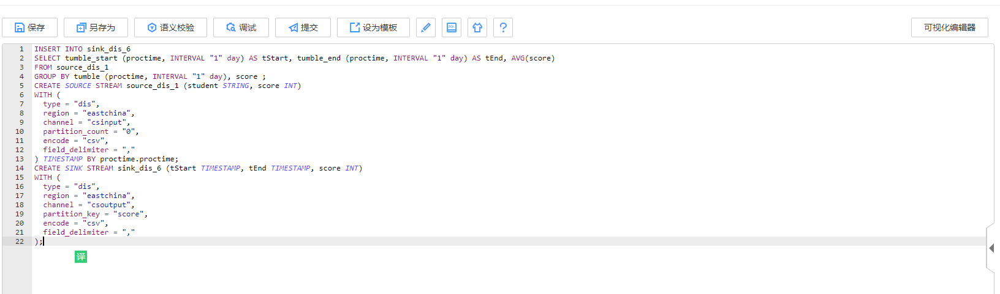 保存 另存为 语义校验 调试 提交 设为模板 SQL ? 可视化编辑器
1 INSERT INTO sink_dis_6
2 SELECT tumble_start (proctime, INTERVAL "1" day) AS tStart, tumble_end (proctime, INTERVAL "1" day) AS tEnd, AVG(score)
3 FROM source_dis_1
4 GROUP BY tumble (proctime, INTERVAL "1" day), score ;
5 CREATE SOURCE STREAM source_dis_1 (student STRING, score INT)
6 WITH (
7   type = "dis",
8   region = "eastchina",
9   channel = "csinput",
10   partition_count = "0",
11   encode = "csv",
12   field_delimiter = ","
13 ) TIMESTAMP BY proctime.proctime;
14 CREATE SINK STREAM sink_dis_6 (tStart TIMESTAMP, tEnd TIMESTAMP, score INT)
15 WITH (
16   type = "dis",
17   region = "eastchina",
18   channel = "csoutput",
19   partition_key = "score",
20   encode = "csv",
21   field_delimiter = ","
22 );
译